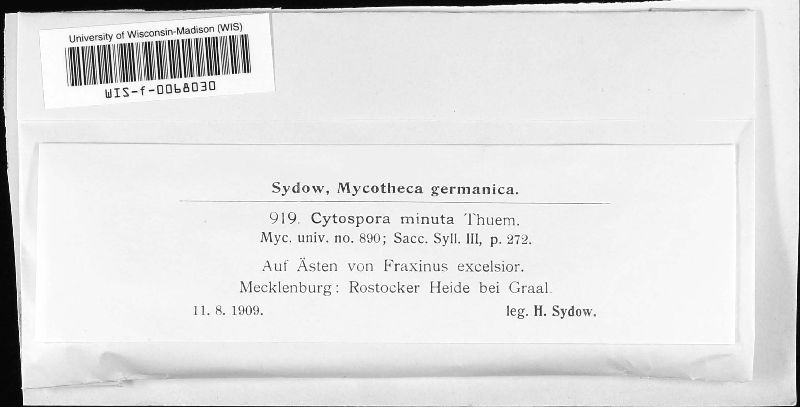 University of Wisconsin-Madison (WIS)
WIS-f-0068030
Sydow, Mycotheca germanica.
919. Cytospora minuta Thuem.
Myc. univ. no. 890; Sacc. Syll. III, p. 272.
Auf Ästen von Fraxinus excelsior.
Mecklenburg: Rostocker Heide bei Graal.
11. 8. 1909. leg. H. Sydow.